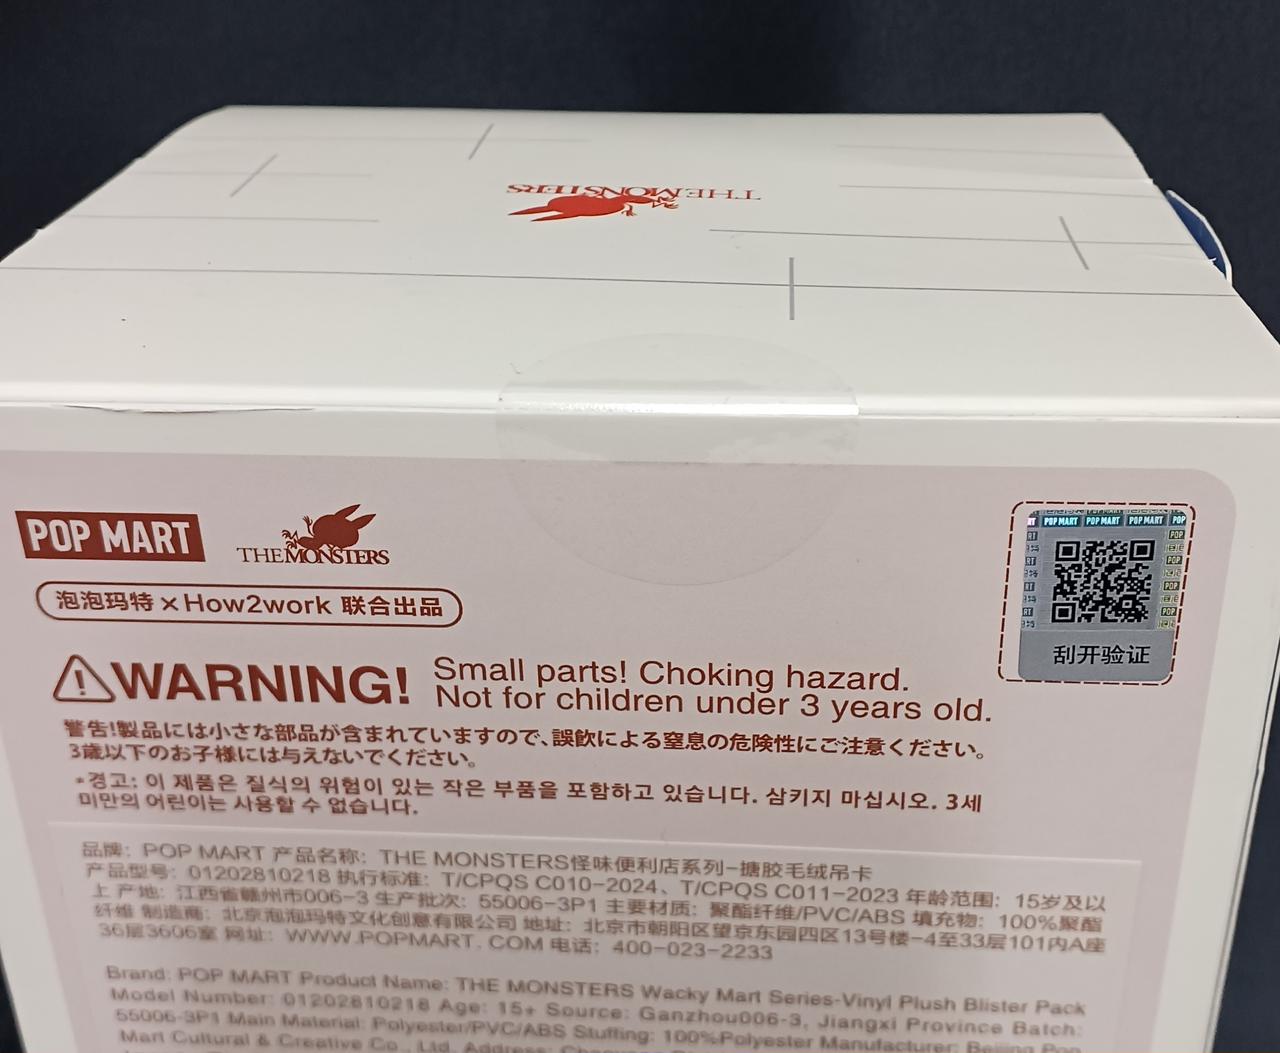 THE MONSTERS
POP MART
THE MONSTERS
泡泡玛特 × How2work 联合出品
POP MART POP MART POP MART POP
刮开验证
WARNING! Small parts! Choking hazard.
Not for children under 3 years old.
警告!製品には小さな部品が含まれていますので、誤飲による窒息の危険性にご注意ください。
3歳以下のお子様には与えないでください。
*경고: 이 제품은 질식의 위험이 있는 작은 부품을 포함하고 있습니다. 삼키지 마십시오. 3세
미만의 어린이는 사용할 수 없습니다.
品牌: POP MART 产品名称: THE MONSTERS怪味便利店系列-搪胶毛绒吊卡
产品型号: 01202810218 执行标准: T/CPQS C010-2024、T/CPQS C011-2023 年龄范围: 15岁及以
上 产地: 江西省赣州市006-3 生产批次: 55006-3P1 主要材质: 聚酯纤维/PVC/ABS 填充物: 100%聚酯
纤维 制造商: 北京泡泡玛特文化创意有限公司 地址: 北京市朝阳区望京东园四区13号楼-4至33层101内A座
36层3606室 网址: WWW.POPMART.COM 电话: 400-023-2233
Brand: POP MART Product Name: THE MONSTERS Wacky Mart Series-Vinyl Plush Blister Pack
Model Number: 01202810218 Age: 15+ Source: Ganzhou006-3, Jiangxi Province Batch:
55006-3P1 Main Material: Polyester/PVC/ABS Stuffing: 100%Polyester Manufacturer: Beijing Pop
Mart Cultural & Creative Co., Ltd. Address: